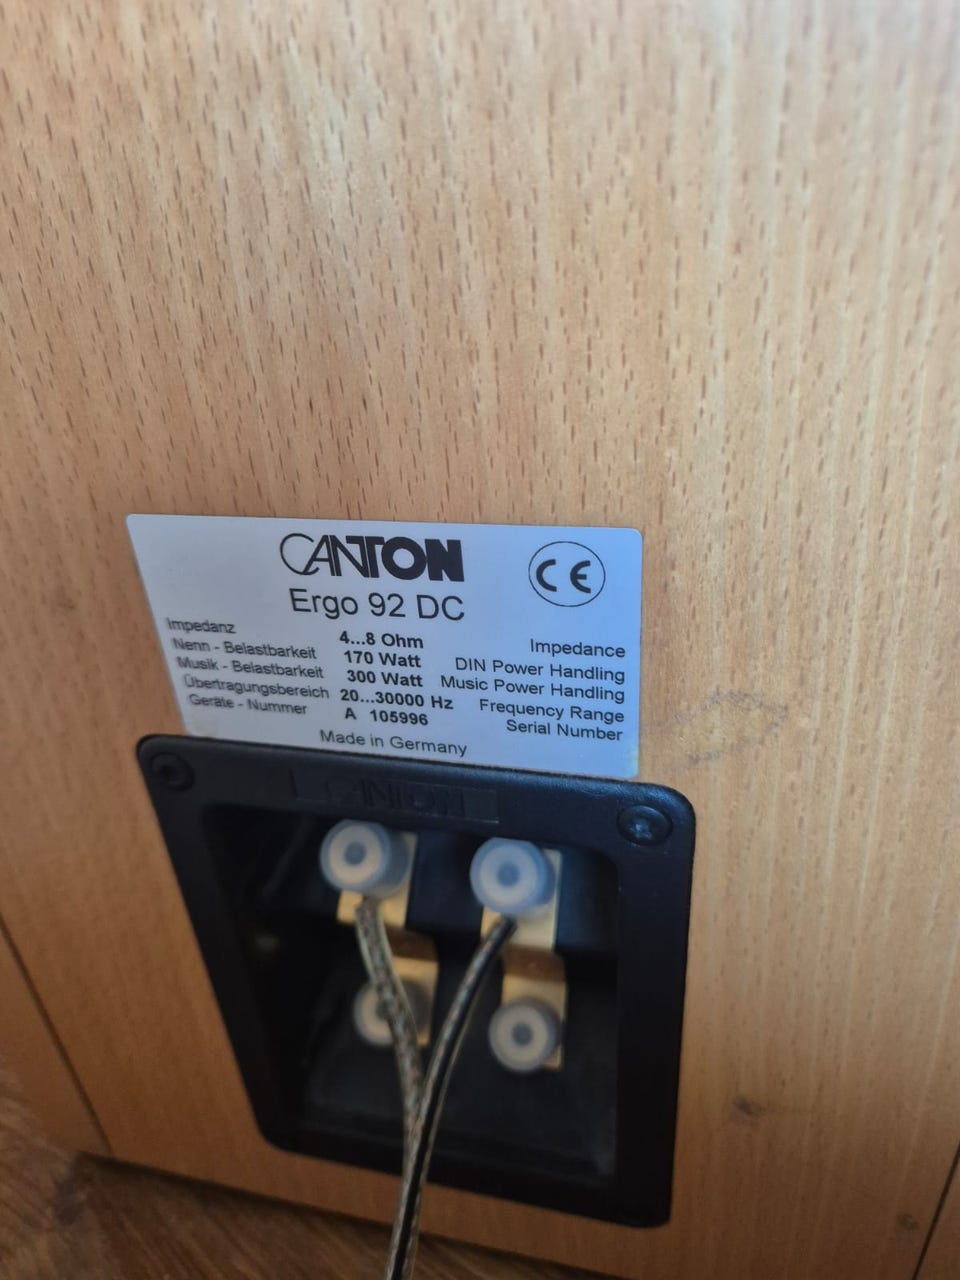 CANTON
CE
Ergo 92 DC
Impedanz 4...8 Ohm Impedance
Nenn - Belastbarkeit 170 Watt DIN Power Handling
Musik - Belastbarkeit 300 Watt Music Power Handling
Übertragungsbereich 20...30000 Hz Frequency Range
Geräte - Nummer A 105996 Serial Number
Made in Germany
CANTON